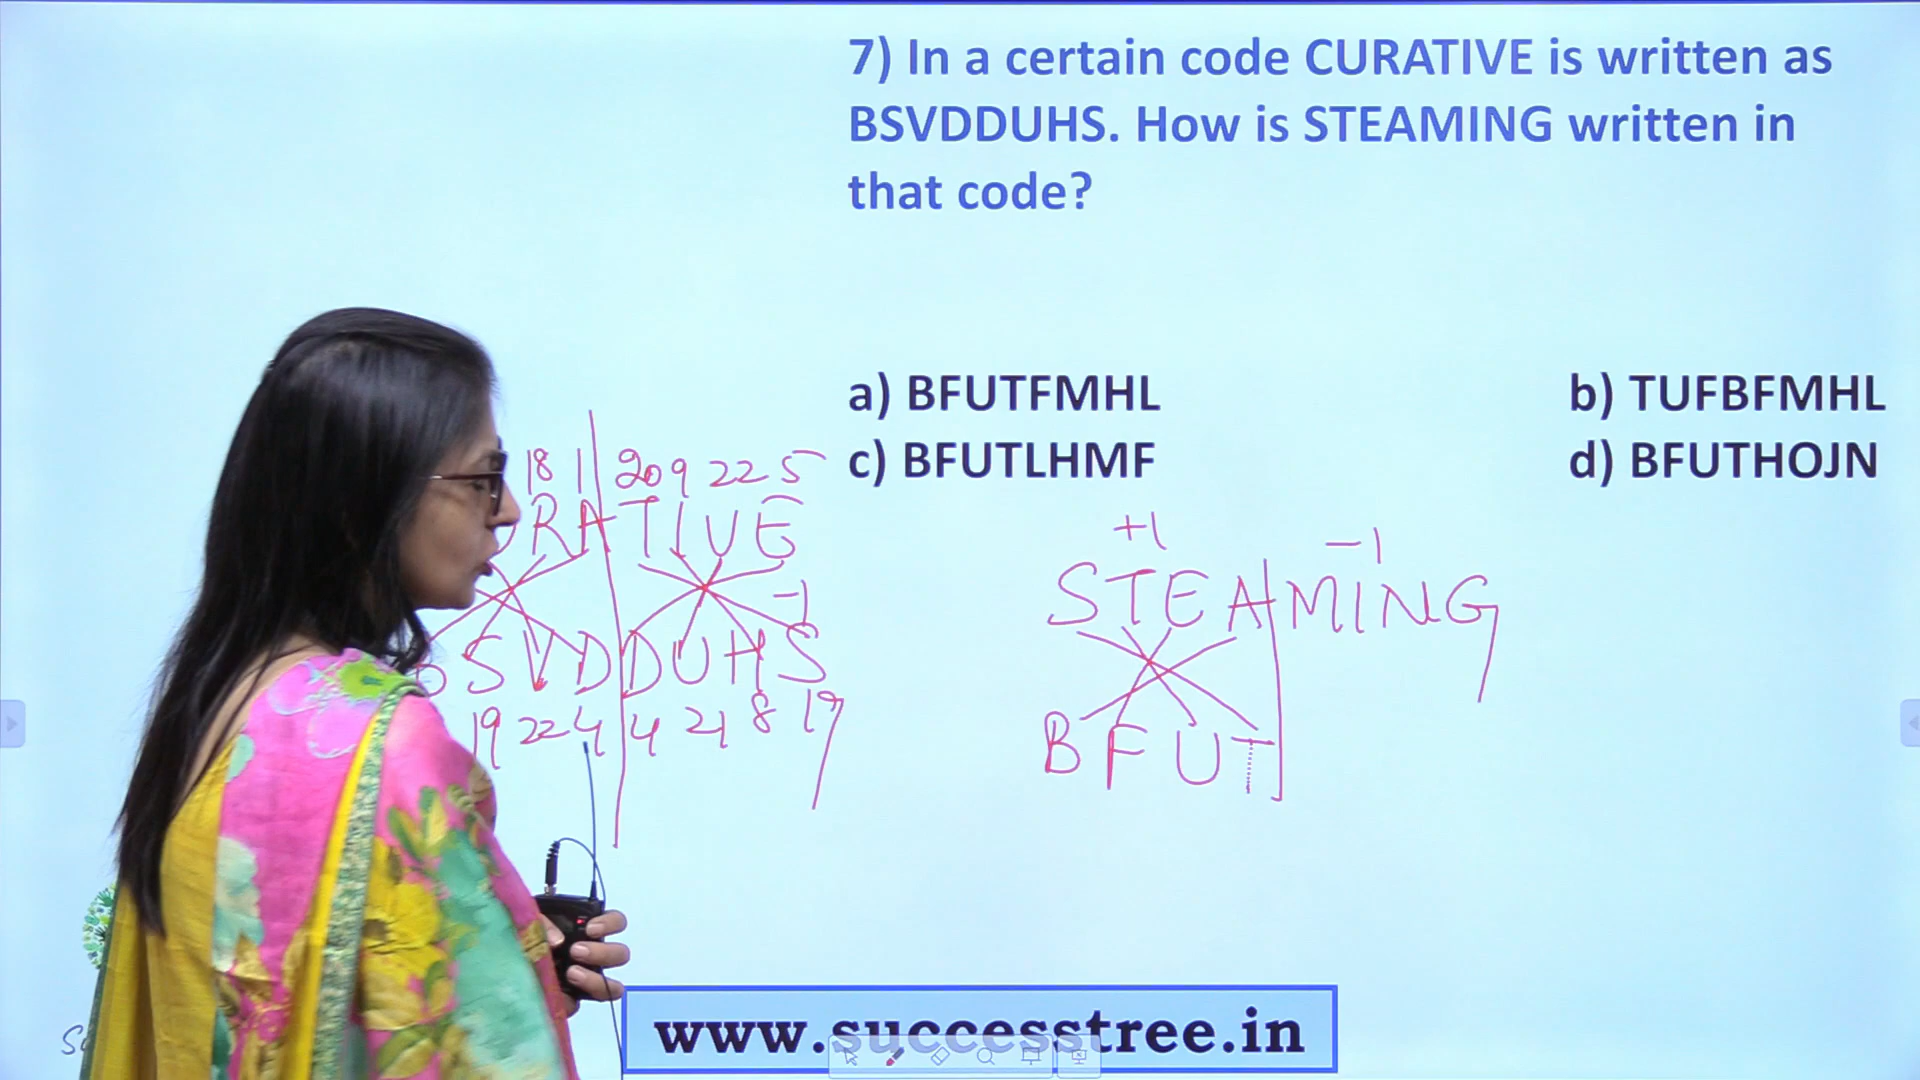 7) In a certain code CURATIVE is written as
BSVDDUHS. How is STEAMING written in
that code?
a) BFUTFMHL b) TUFBFMHL
c) BFUTLHMF d) BFUTHOJN
18 1 20 9 22 5
RATIVE
-1
SVDDUHS
19 22 4 4 21 8 19
+1 -1
STEAMING
BFUT
www.successtree.in